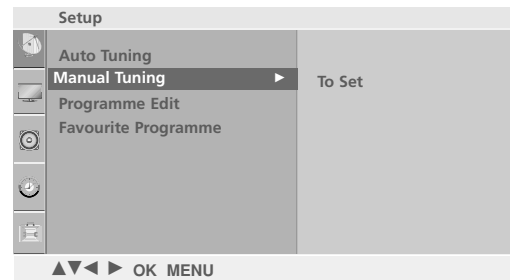 Setup
Auto Tuning
Manual Tuning ►
To Set
Programme Edit
Favourite Programme
▲▼◄ ► OK MENU